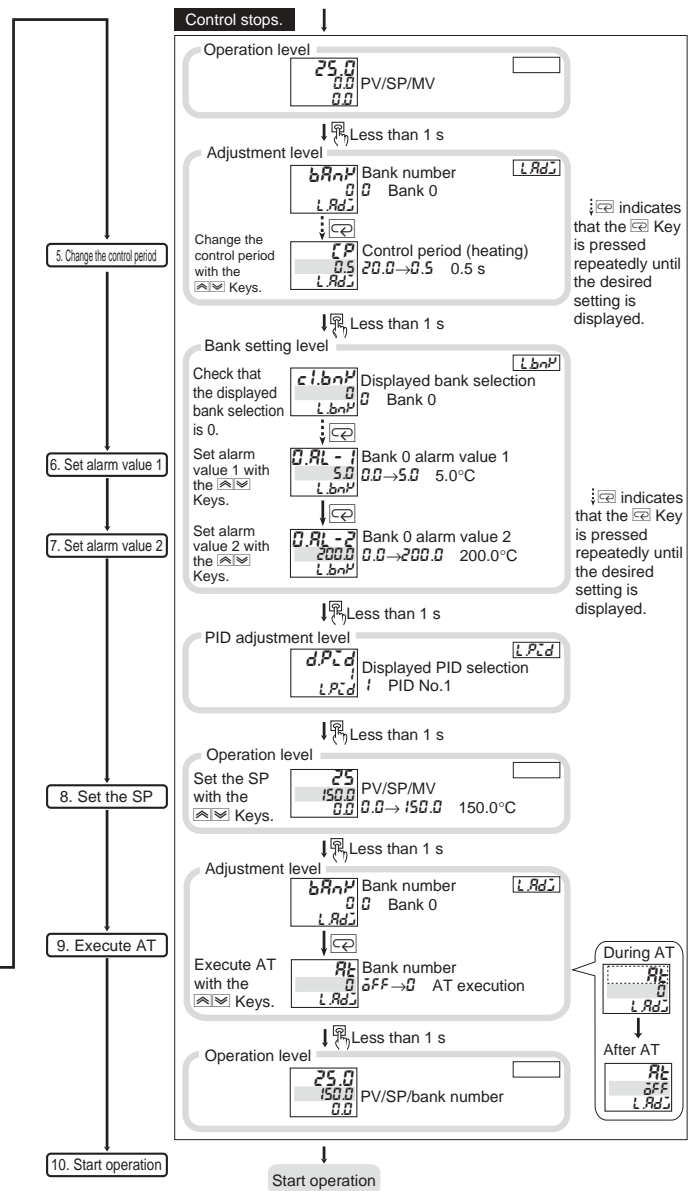 Control stops.
Operation level
25.0
0.0 PV/SP/MV
0.0
Less than 1 s
Adjustment level
L.Adj
bAnK Bank number
0 0 Bank 0
L.Adj
5. Change the control period
Change the
control period
with the
Keys.
CP Control period (heating)
0.5 20.0→0.5 0.5 s
L.Adj
indicates
that the Key
is pressed
repeatedly until
the desired
setting is
displayed.
Less than 1 s
Bank setting level
L.bnK
Check that
the displayed
bank selection
is 0.
Displayed bank selection
0 0 Bank 0
L.bnK
6. Set alarm value 1
Set alarm
value 1 with
the
Keys.
0.AL-1 Bank 0 alarm value 1
5.0 0.0→5.0 5.0°C
L.bnK
7. Set alarm value 2
Set alarm
value 2 with
the
Keys.
0.AL-2 Bank 0 alarm value 2
200.0 0.0→200.0 200.0°C
L.bnK
indicates
that the Key
is pressed
repeatedly until
the desired
setting is
displayed.
Less than 1 s
PID adjustment level
L.Pid
d.Pid Displayed PID selection
1 1 PID No.1
L.Pid
Less than 1 s
Operation level
8. Set the SP
Set the SP
with the
Keys.
25 PV/SP/MV
150.0 0.0→150.0 150.0°C
0.0
Less than 1 s
Adjustment level
L.Adj
bAnK Bank number
0 0 Bank 0
L.Adj
9. Execute AT
Execute AT
with the
Keys.
At Bank number
0 oFF→0 AT execution
L.Adj
During AT
At
0
L.Adj
After AT
At
oFF
L.Adj
Less than 1 s
Operation level
25.0
150.0 PV/SP/bank number
0.0
10. Start operation
Start operation